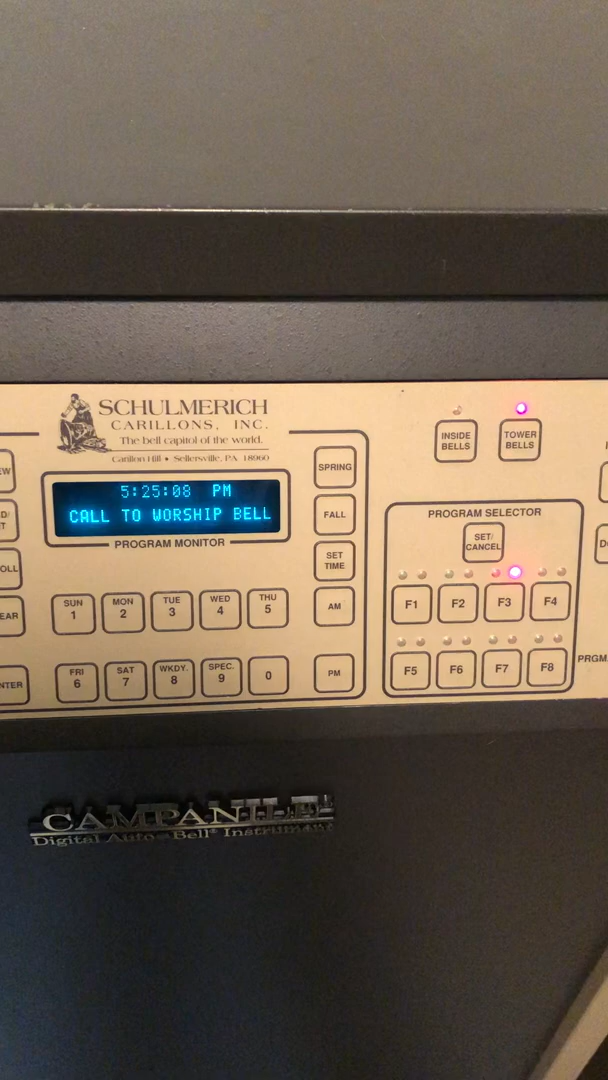 SCHULMERICH
CARILLONS, INC.
The bell capitol of the world.
Carillon Hill • Sellersville, PA 18960
5:25:08 PM
CALL TO WORSHIP BELL
PROGRAM MONITOR
SPRING
FALL
SET
TIME
AM
PM
SUN
1
MON
2
TUE
3
WED
4
THU
5
FRI
6
SAT
7
WKDY.
8
SPEC.
9
0
INSIDE
BELLS
TOWER
BELLS
PROGRAM SELECTOR
SET/
CANCEL
F1
F2
F3
F4
F5
F6
F7
F8
CAMPANILE
Digital Auto-Bell® Instrument